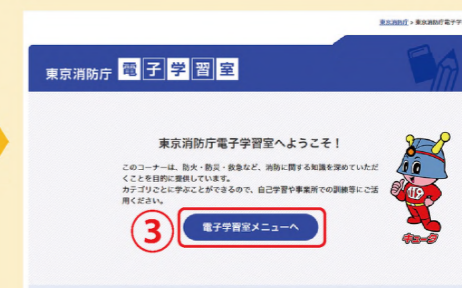 東京消防庁 > 東京消防庁電子学
東京消防庁 電子学習室
東京消防庁電子学習室へようこそ！
このコーナーは、防火・防災・救急など、消防に関する知識を深めていただ
くことを目的に提供しています。
カテゴリごとに学ぶことができるので、自己学習や事業所での訓練等にご活
用ください。
③ 電子学習室メニューへ
119
キュータ